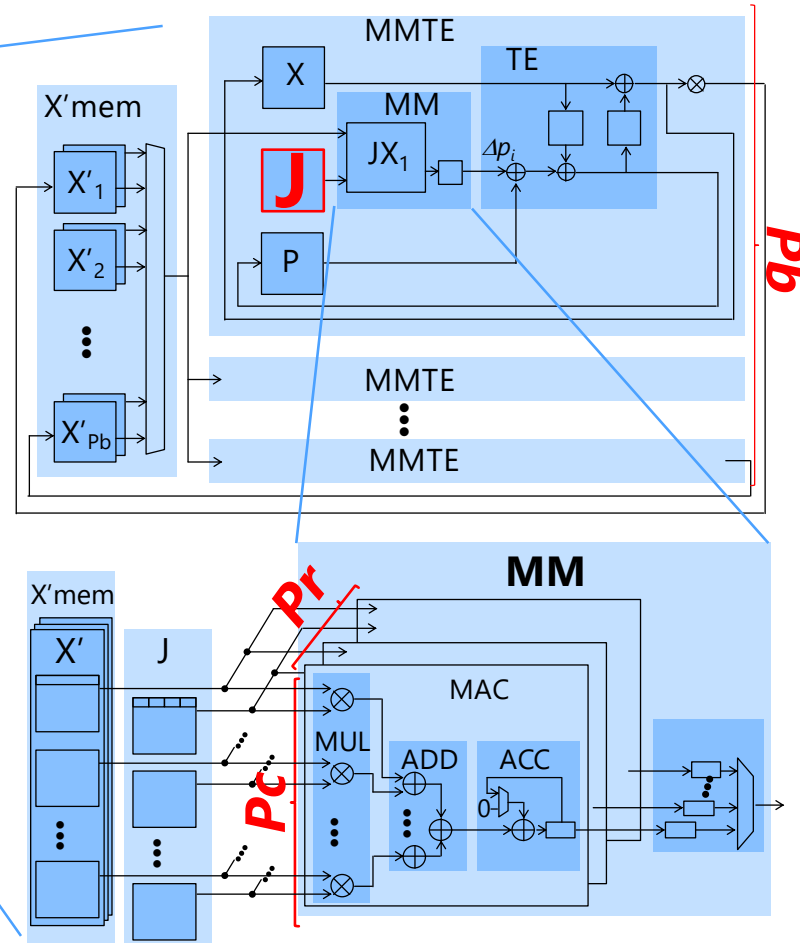 MMTE
TE
X
X'mem
MM
X'1
J
JX1
Δpi
X'2
P
Pb
MMTE
X'Pb
MMTE
MM
X'mem
Pr
X'
J
MAC
MUL
ADD
ACC
Pc
0